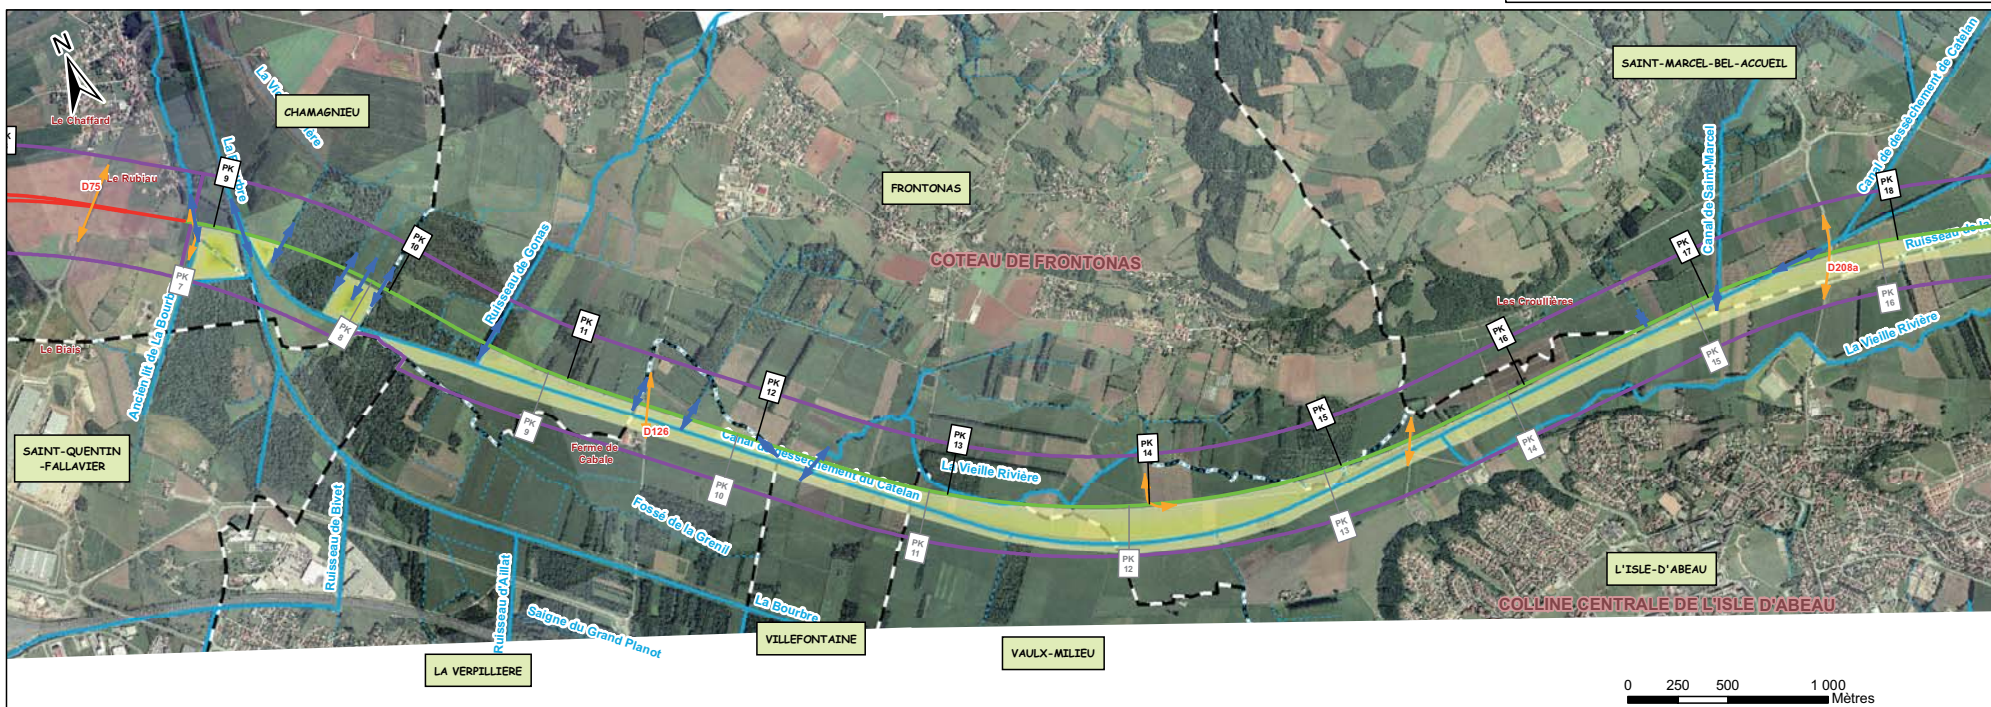 N
SAINT-MARCEL-BEL-ACCUEIL
CHAMAGNIEU
Le Chaffard
D75
Le Rubiau
PK
9
FRONTONAS
PK
18
Canal de dessèchement de Catelan
Canal de Saint-Marcel
PK
10
PK
17
COTEAU DE FRONTONAS
D208a
PK
7
Ruisseau de Gonas
Les Croullières
PK
16
PK
11
PK
16
PK
8
La Vieille Rivière
Le Biais
Ancien lit de La Bourbre
PK
15
PK
12
PK
15
PK
9
D126
Ferme de
Cabale
Canal de dessèchement du Catelan
PK
13
PK
14
PK
14
La Vieille Rivière
SAINT-QUENTIN
-FALLAVIER
PK
10
Fossé de la Grenil
PK
11
PK
13
PK
12
Ruisseau de Bivet
L'ISLE-D'ABEAU
COLLINE CENTRALE DE L'ISLE D'ABEAU
Ruisseau d'Aillat
La Bourbre
Saigne du Grand Planot
VILLEFONTAINE
VAULX-MILIEU
LA VERPILLIERE
0 250 500 1 000
Mètres